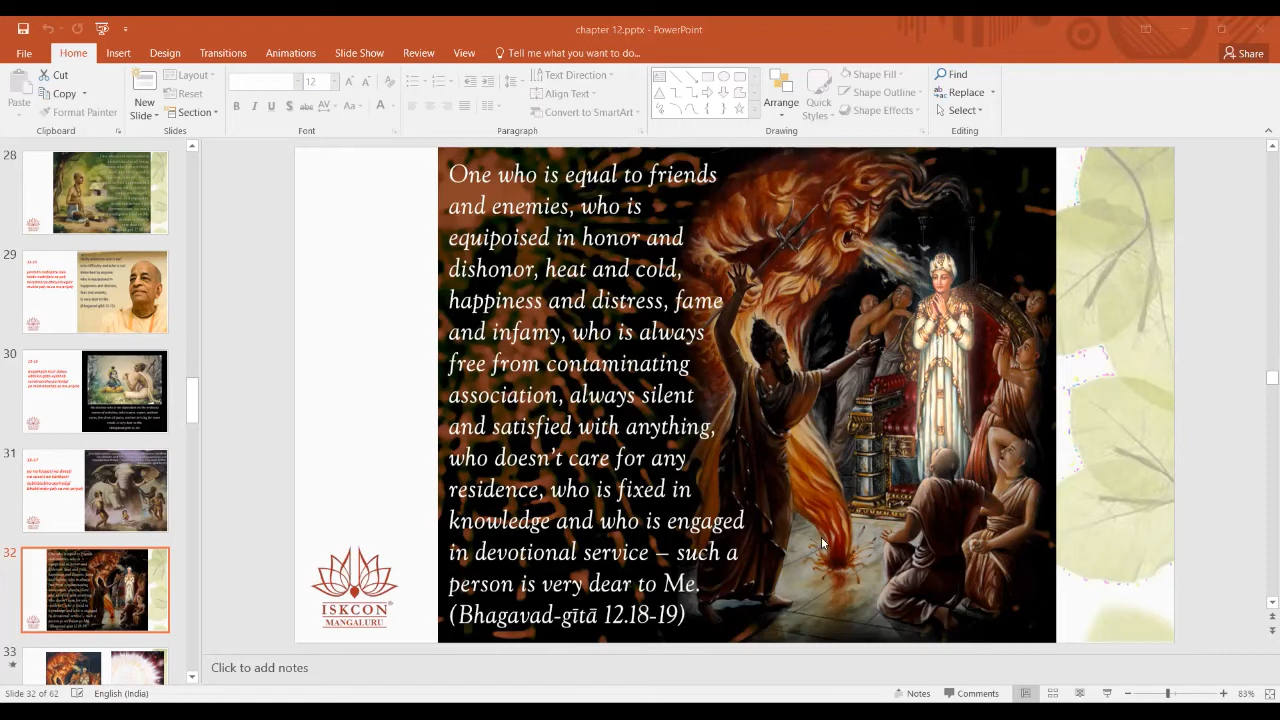 chapter 12.pptx - PowerPoint
File Home Insert Design Transitions Animations Slide Show Review View Tell me what you want to do... Share
Paste
Cut
Copy
Format Painter
Clipboard
New
Slide
Layout
Reset
Section
Slides
12
B I U S abc AV Aa A
Font
Text Direction
Align Text
Convert to SmartArt
Paragraph
Arrange
Quick
Styles
Shape Fill
Shape Outline
Shape Effects
Drawing
Find
Replace
Select
Editing
28
29
30
31
32
33
One who is equal to friends
and enemies, who is
equipoised in honor and
dishonor, heat and cold,
happiness and distress, fame
and infamy, who is always
free from contaminating
association, always silent
and satisfied with anything,
who doesn't care for any
residence, who is fixed in
knowledge and who is engaged
in devotional service – such a
person is very dear to Me.
(Bhagavad-gītā 12.18-19)
ISKCON®
MANGALURU
Click to add notes
Slide 32 of 62 English (India) Notes Comments 83%